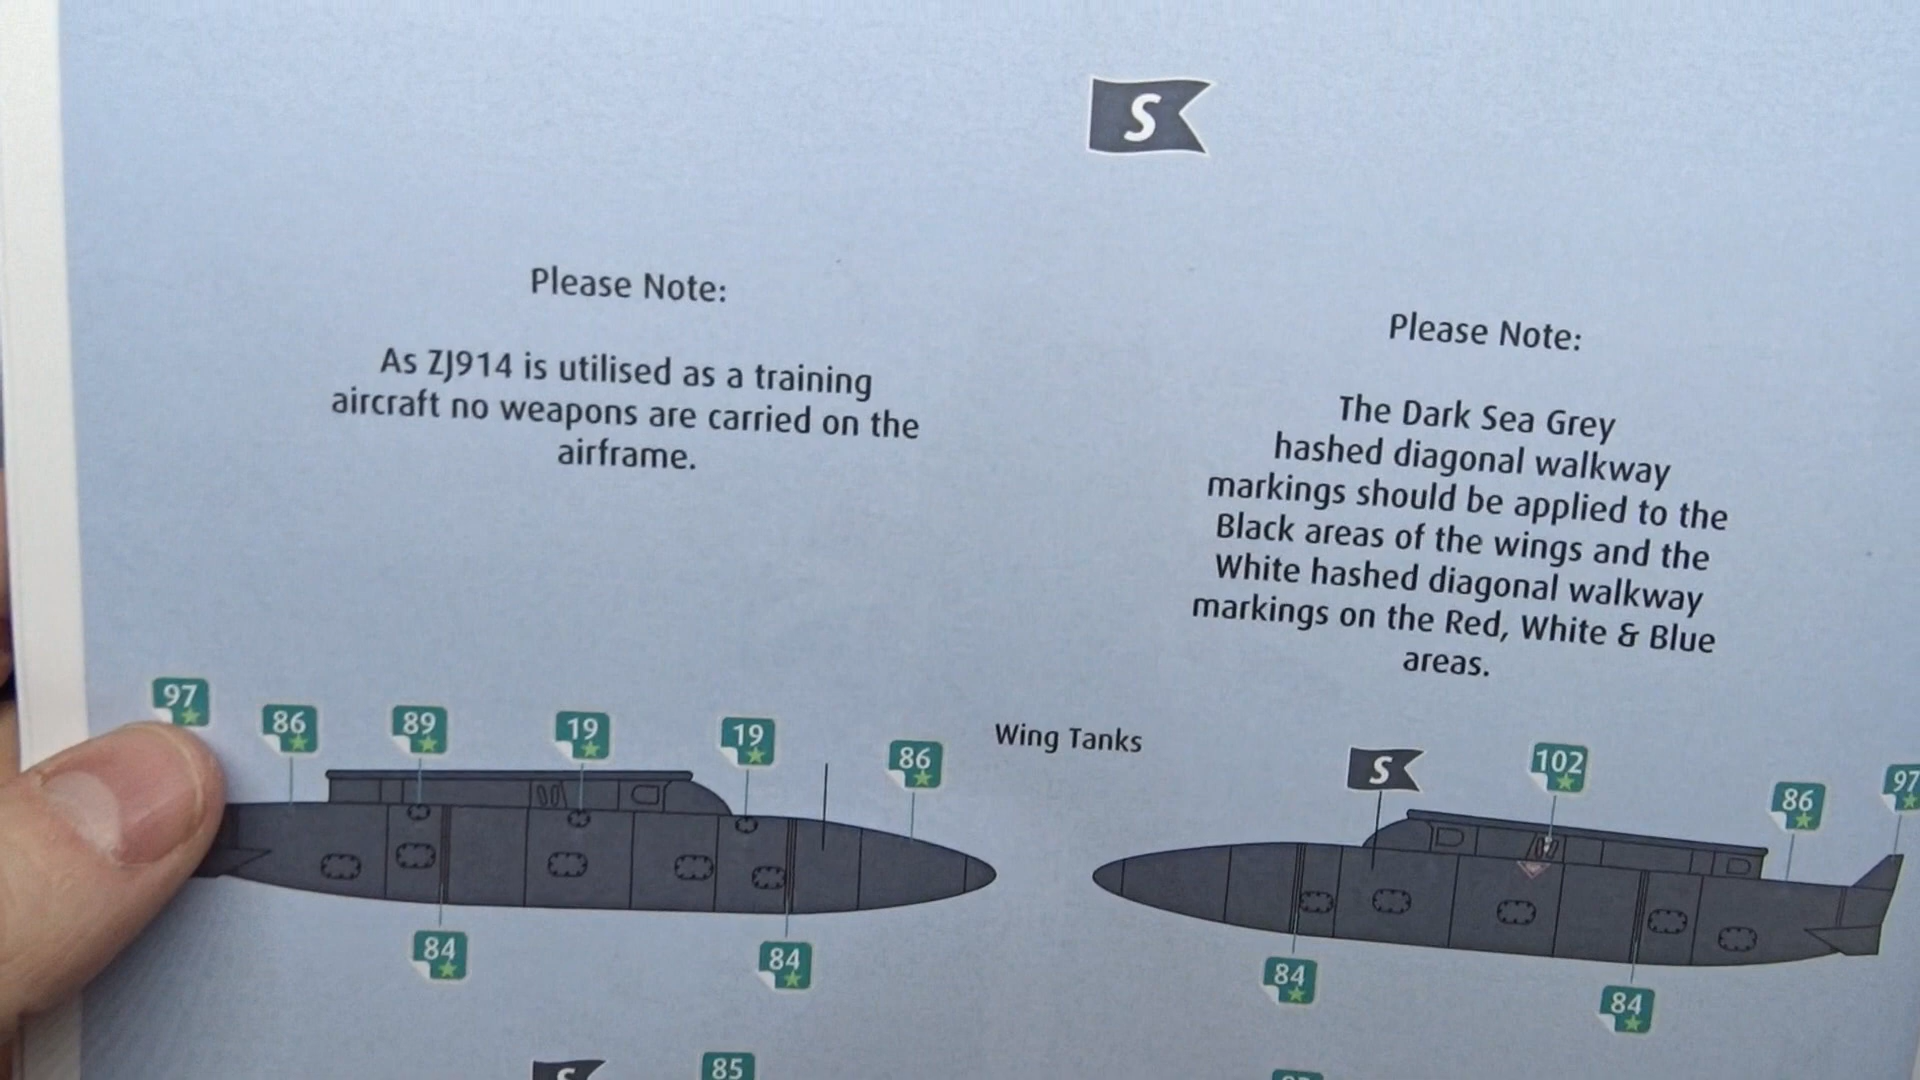 S
Please Note:
As ZJ914 is utilised as a training
aircraft no weapons are carried on the
airframe.
Please Note:
The Dark Sea Grey
hashed diagonal walkway
markings should be applied to the
Black areas of the wings and the
White hashed diagonal walkway
markings on the Red, White & Blue
areas.
97
86
89
19
19
86
Wing Tanks
S
102
86
97
84
84
84
84
S
85